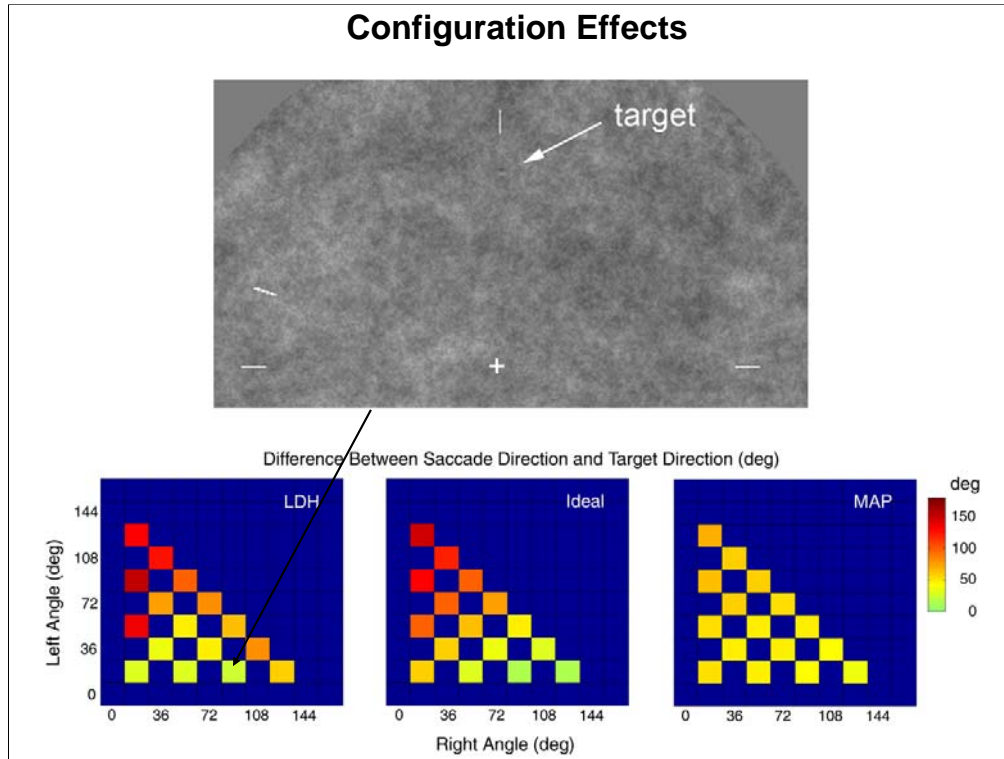 Configuration Effects
target
Difference Between Saccade Direction and Target Direction (deg)
LDH
Ideal
MAP
deg
150
100
50
0
Left Angle (deg)
144
108
72
36
0
0 36 72 108 144
0 36 72 108 144
0 36 72 108 144
Right Angle (deg)